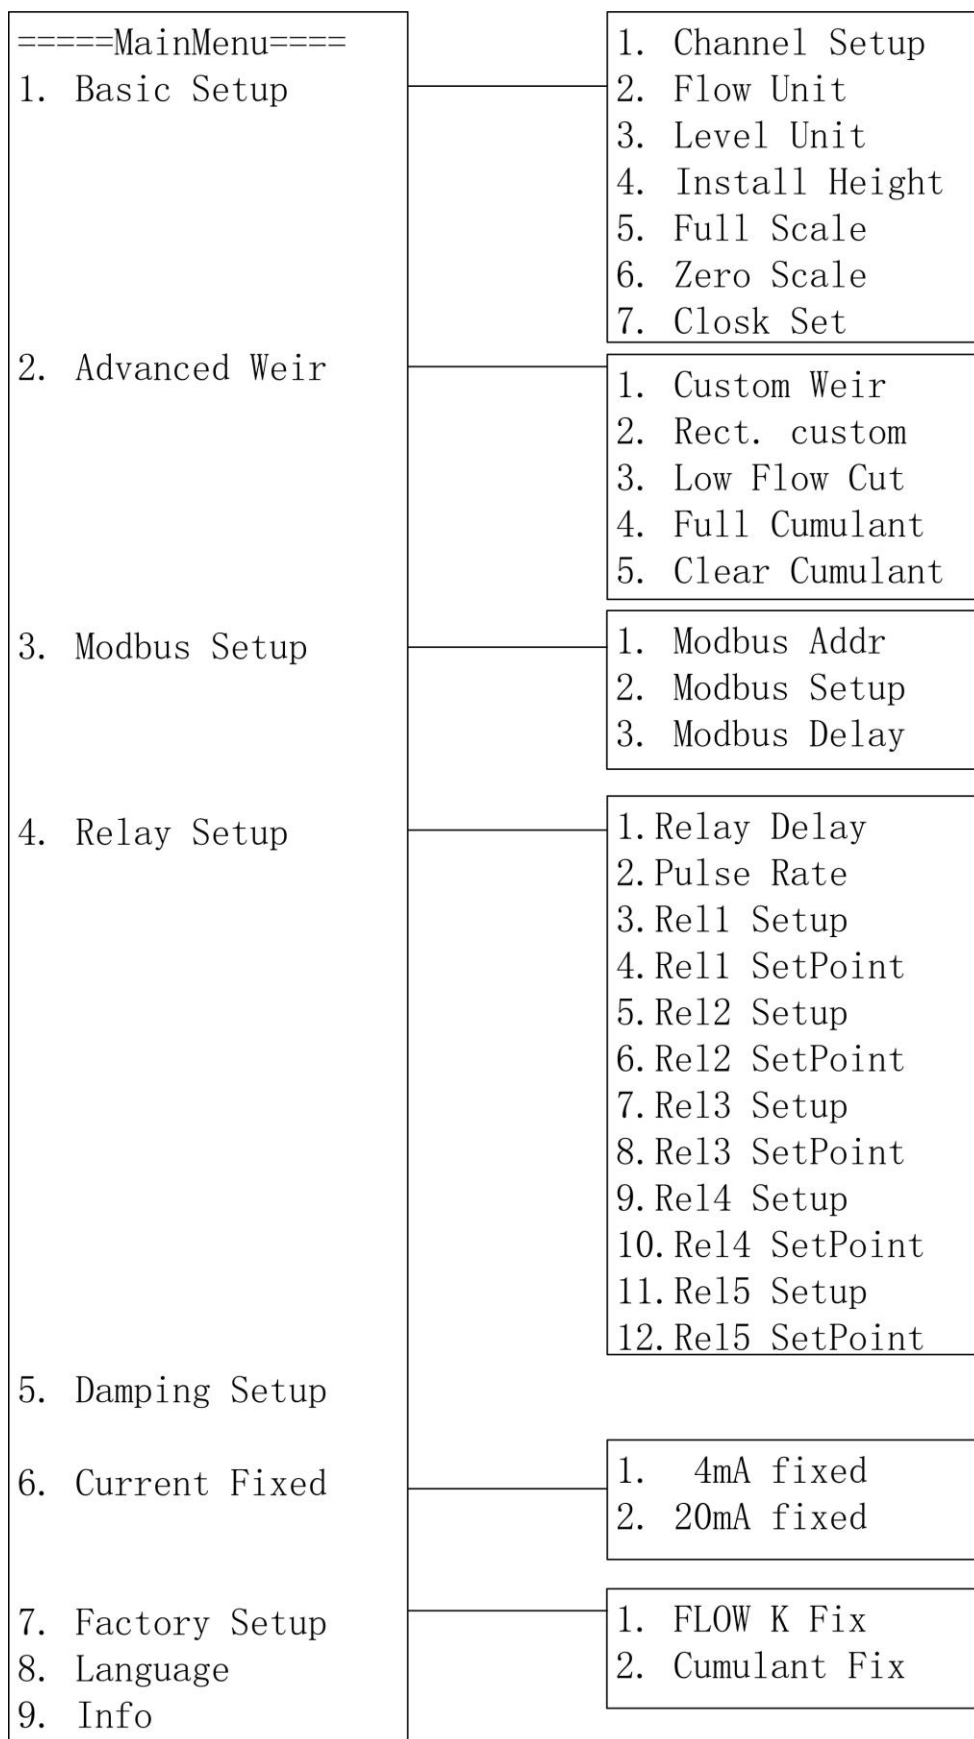 =====MainMenu====
1. Basic Setup
1. Channel Setup
2. Flow Unit
3. Level Unit
4. Install Height
5. Full Scale
6. Zero Scale
7. Closk Set
2. Advanced Weir
1. Custom Weir
2. Rect. custom
3. Low Flow Cut
4. Full Cumulant
5. Clear Cumulant
3. Modbus Setup
1. Modbus Addr
2. Modbus Setup
3. Modbus Delay
4. Relay Setup
1. Relay Delay
2. Pulse Rate
3. Rel1 Setup
4. Rel1 SetPoint
5. Rel2 Setup
6. Rel2 SetPoint
7. Rel3 Setup
8. Rel3 SetPoint
9. Rel4 Setup
10. Rel4 SetPoint
11. Rel5 Setup
12. Rel5 SetPoint
5. Damping Setup
6. Current Fixed
1. 4mA fixed
2. 20mA fixed
7. Factory Setup
1. FLOW K Fix
2. Cumulant Fix
8. Language
9. Info